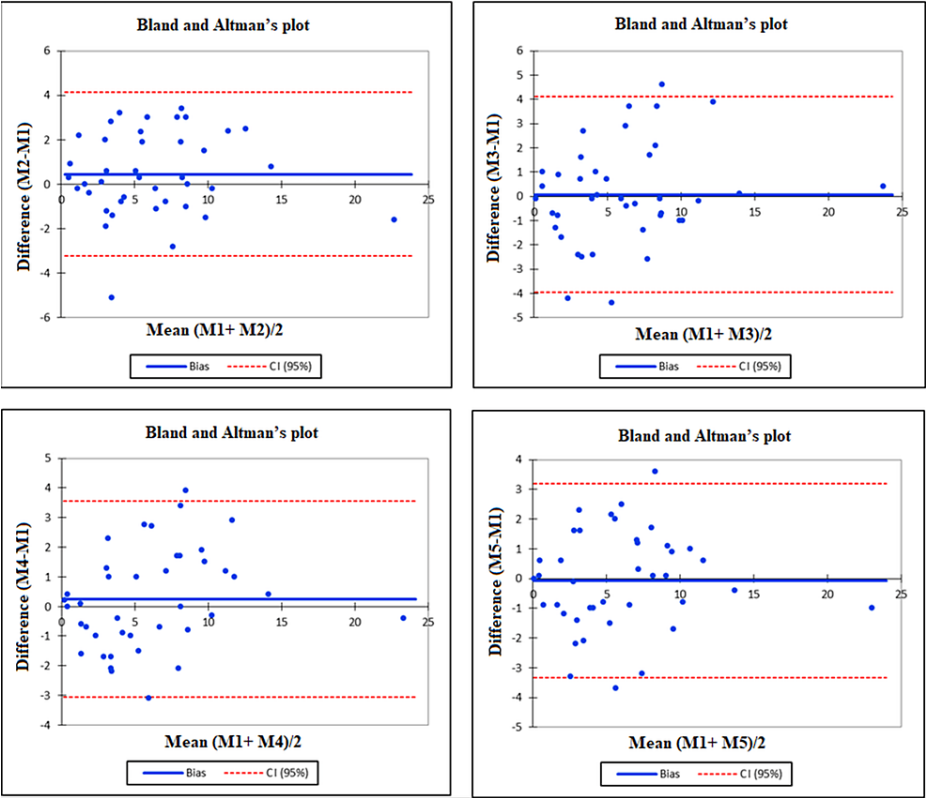 Bland and Altman's plot
6
4
2
0
-2
-4
-6
0 5 10 15 20 25
Difference (M2-M1)
Mean (M1+ M2)/2
Bias CI (95%)
Bland and Altman's plot
6
5
4
3
2
1
0
-1
-2
-3
-4
-5
0 5 10 15 20 25
Difference (M3-M1)
Mean (M1+ M3)/2
Bias CI (95%)
Bland and Altman's plot
5
4
3
2
1
0
-1
-2
-3
-4
0 5 10 15 20 25
Difference (M4-M1)
Mean (M1+ M4)/2
Bias CI (95%)
Bland and Altman's plot
4
3
2
1
0
-1
-2
-3
-4
-5
0 5 10 15 20 25
Difference (M5-M1)
Mean (M1+ M5)/2
Bias CI (95%)